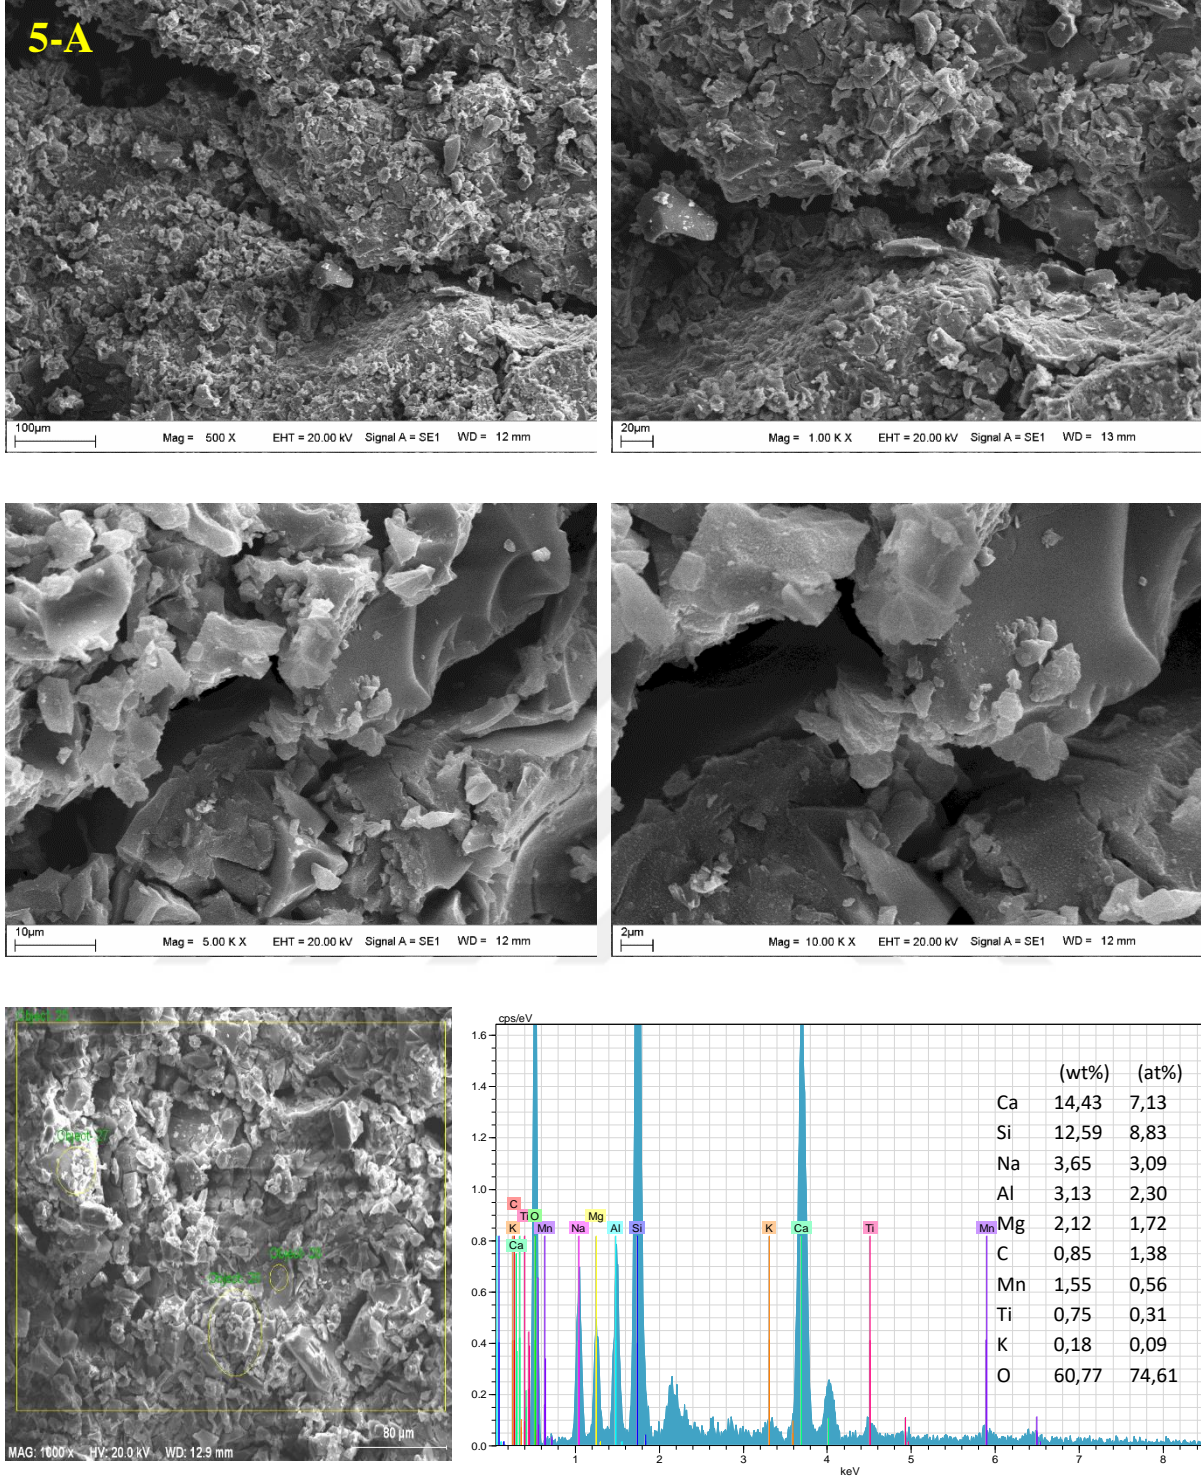 5-A
100µm
Mag = 500 X EHT = 20.00 kV Signal A = SE1 WD = 12 mm
20µm
Mag = 1.00 K X EHT = 20.00 kV Signal A = SE1 WD = 13 mm
10µm
Mag = 5.00 K X EHT = 20.00 kV Signal A = SE1 WD = 12 mm
2µm
Mag = 10.00 K X EHT = 20.00 kV Signal A = SE1 WD = 12 mm
Object 27
80 µm
MAG: 1000 x HV: 20.0 kV WD: 12.9 mm
cps/eV
1.6
1.4
1.2
1.0
0.8
0.6
0.4
0.2
0.0
C
K Ti O Mn Na Mg Al Si K Ca Ti Mn
Ca
(wt%) (at%)
Ca 14,43 7,13
Si 12,59 8,83
Na 3,65 3,09
Al 3,13 2,30
Mg 2,12 1,72
C 0,85 1,38
Mn 1,55 0,56
Ti 0,75 0,31
K 0,18 0,09
O 60,77 74,61
1 2 3 4 5 6 7 8
keV